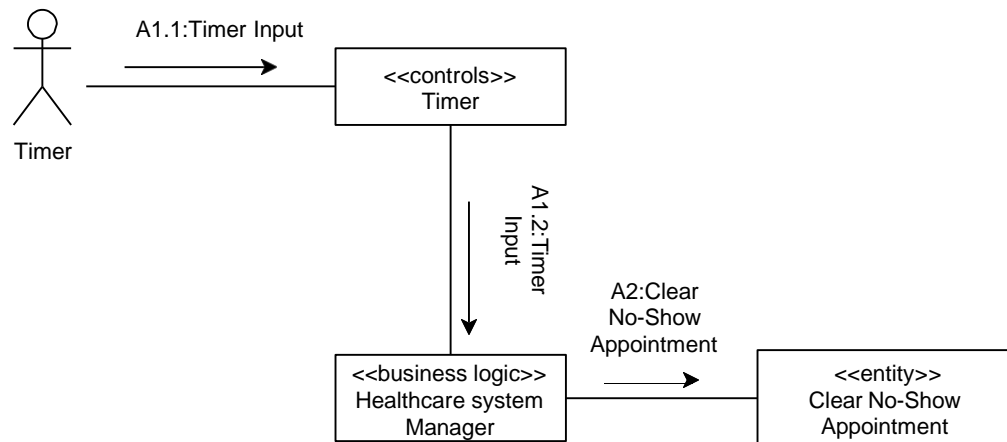 A1.1:Timer Input
<<controls>>
Timer
Timer
A1.2:Timer
Input
A2:Clear
No-Show
Appointment
<<business logic>>
Healthcare system
Manager
<<entity>>
Clear No-Show
Appointment